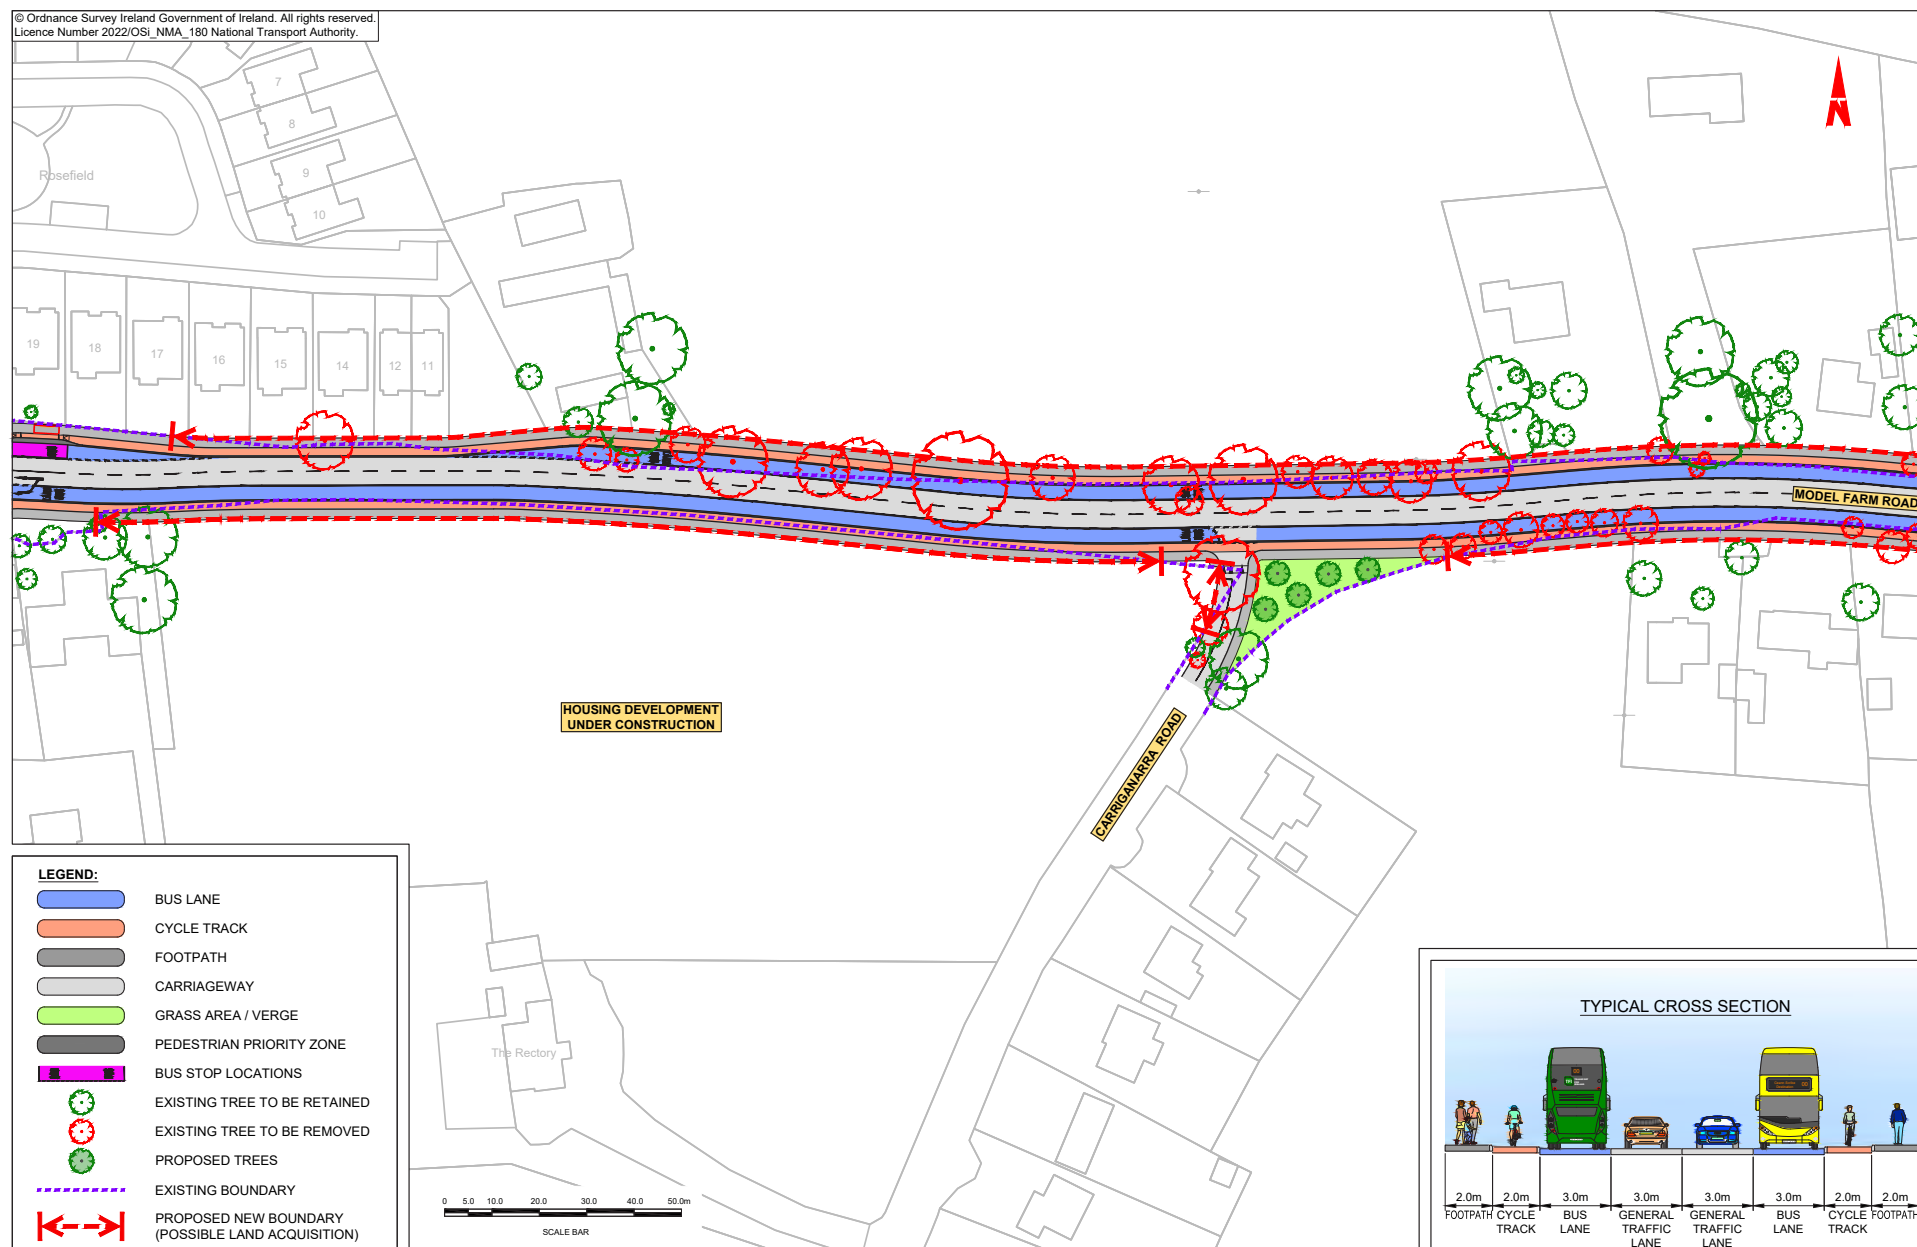 © Ordnance Survey Ireland Government of Ireland. All rights reserved.
Licence Number 2022/OSi_NMA_180 National Transport Authority.
7
8
9
10
Rosefield
N
19
18
17
16
15
14
12
11
MODEL FARM ROAD
HOUSING DEVELOPMENT
UNDER CONSTRUCTION
CARRIGANARRA ROAD
The Rectory
LEGEND:
BUS LANE
CYCLE TRACK
FOOTPATH
CARRIAGEWAY
GRASS AREA / VERGE
PEDESTRIAN PRIORITY ZONE
BUS STOP LOCATIONS
EXISTING TREE TO BE RETAINED
EXISTING TREE TO BE REMOVED
PROPOSED TREES
EXISTING BOUNDARY
PROPOSED NEW BOUNDARY
(POSSIBLE LAND ACQUISITION)
0 5.0 10.0 20.0 30.0 40.0 50.0m
SCALE BAR
TYPICAL CROSS SECTION
2.0m 2.0m 3.0m 3.0m 3.0m 3.0m 2.0m 2.0m
FOOTPATH CYCLE BUS GENERAL GENERAL BUS CYCLE FOOTPATH
TRACK LANE TRAFFIC TRAFFIC LANE TRACK
LANE LANE